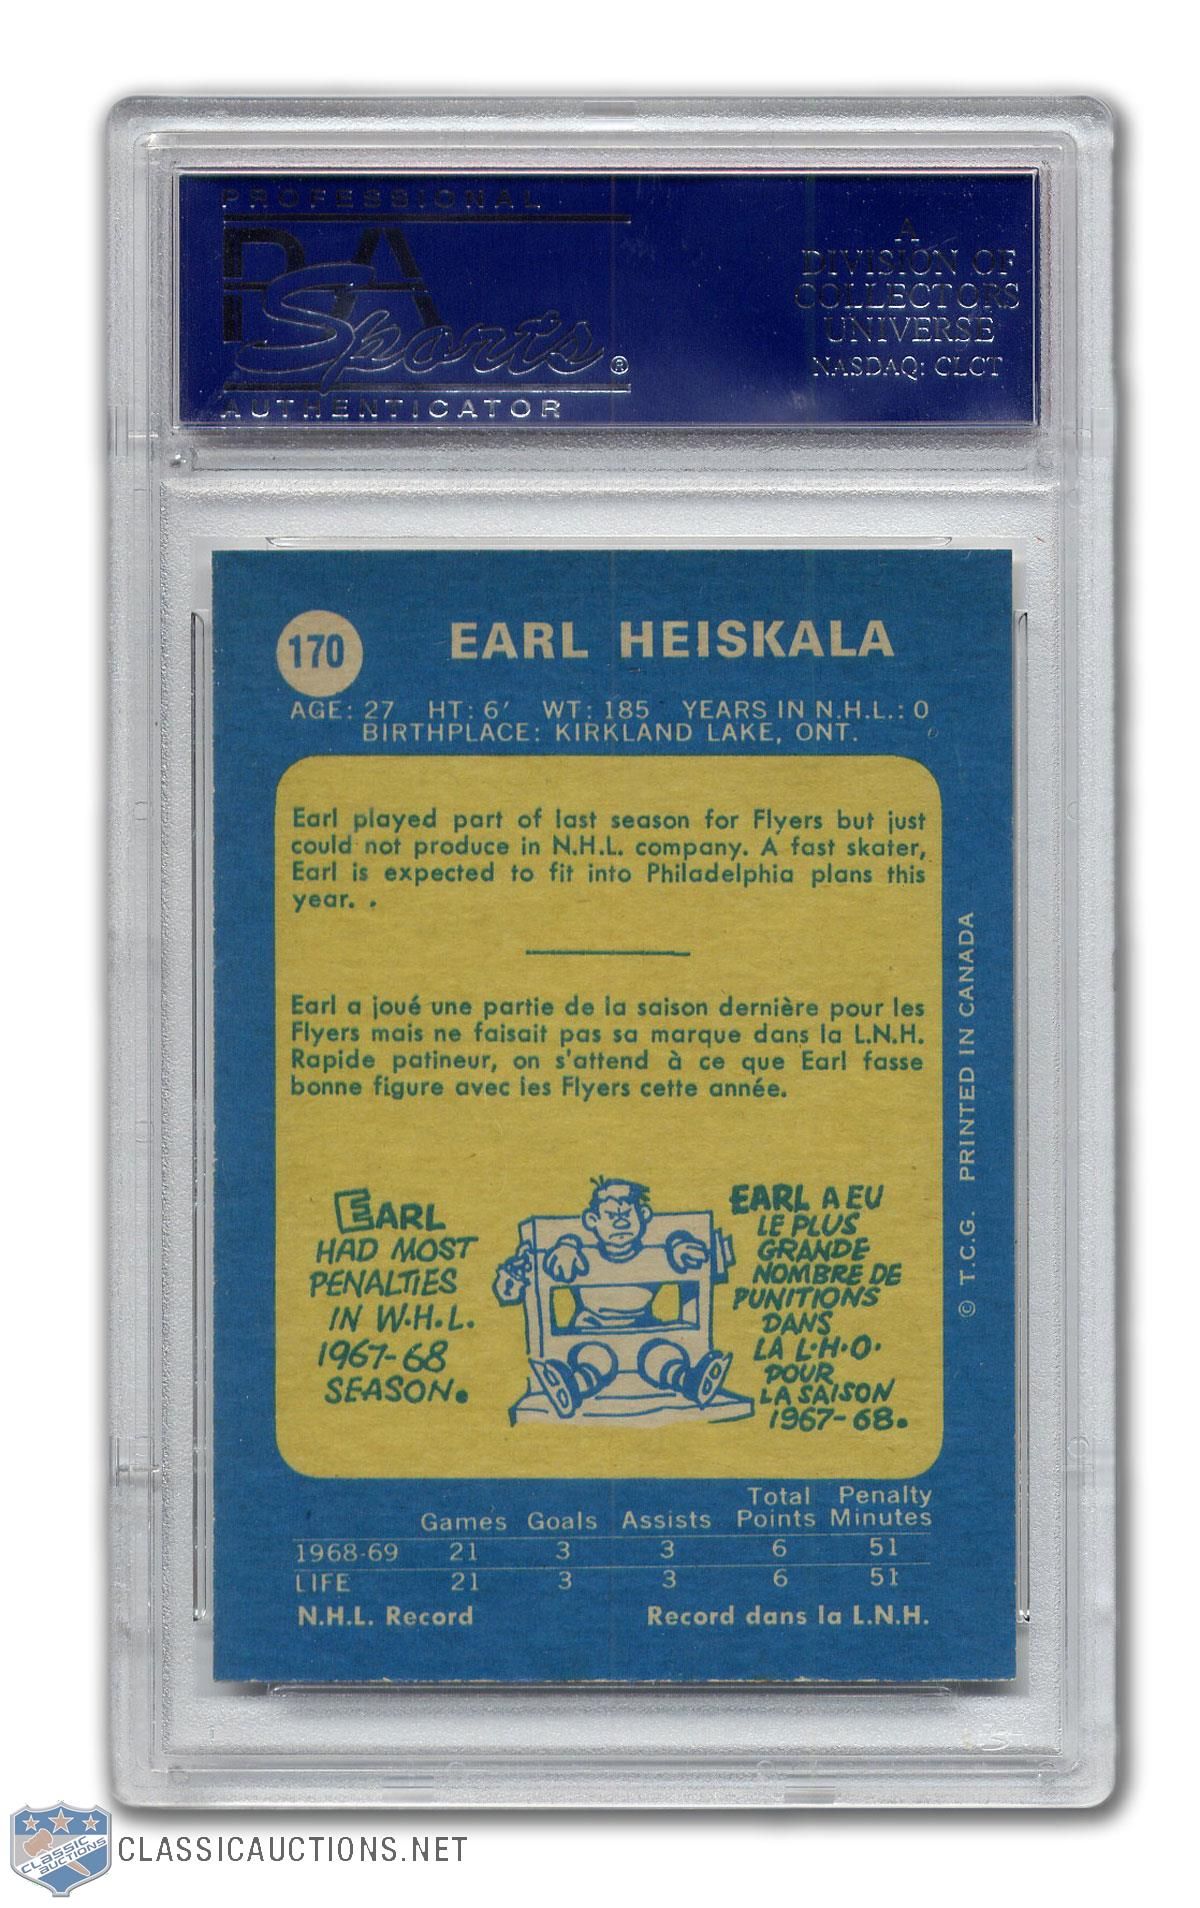 PROFESSIONAL
PSA
Sports®
AUTHENTICATOR
A
DIVISION OF
COLLECTORS
UNIVERSE
NASDAQ: CLCT
170
EARL HEISKALA
AGE: 27 HT: 6' WT: 185 YEARS IN N.H.L.: 0
BIRTHPLACE: KIRKLAND LAKE, ONT.
Earl played part of last season for Flyers but just
could not produce in N.H.L. company. A fast skater,
Earl is expected to fit into Philadelphia plans this
year. .
Earl a joué une partie de la saison dernière pour les
Flyers mais ne faisait pas sa marque dans la L.N.H.
Rapide patineur, on s'attend à ce que Earl fasse
bonne figure avec les Flyers cette année.
EARL
HAD MOST
PENALTIES
IN W.H.L.
1967-68
SEASON.
EARL A EU
LE PLUS
GRANDE
NOMBRE DE
PUNITIONS
DANS
LA L.H.O.
POUR
LA SAISON
1967-68.
© T.C.G. PRINTED IN CANADA
Games Goals Assists Total Points Penalty Minutes
1968-69 21 3 3 6 51
LIFE 21 3 3 6 51
N.H.L. Record Record dans la L.N.H.
CLASSIC
AUCTIONS
CLASSICAUCTIONS.NET